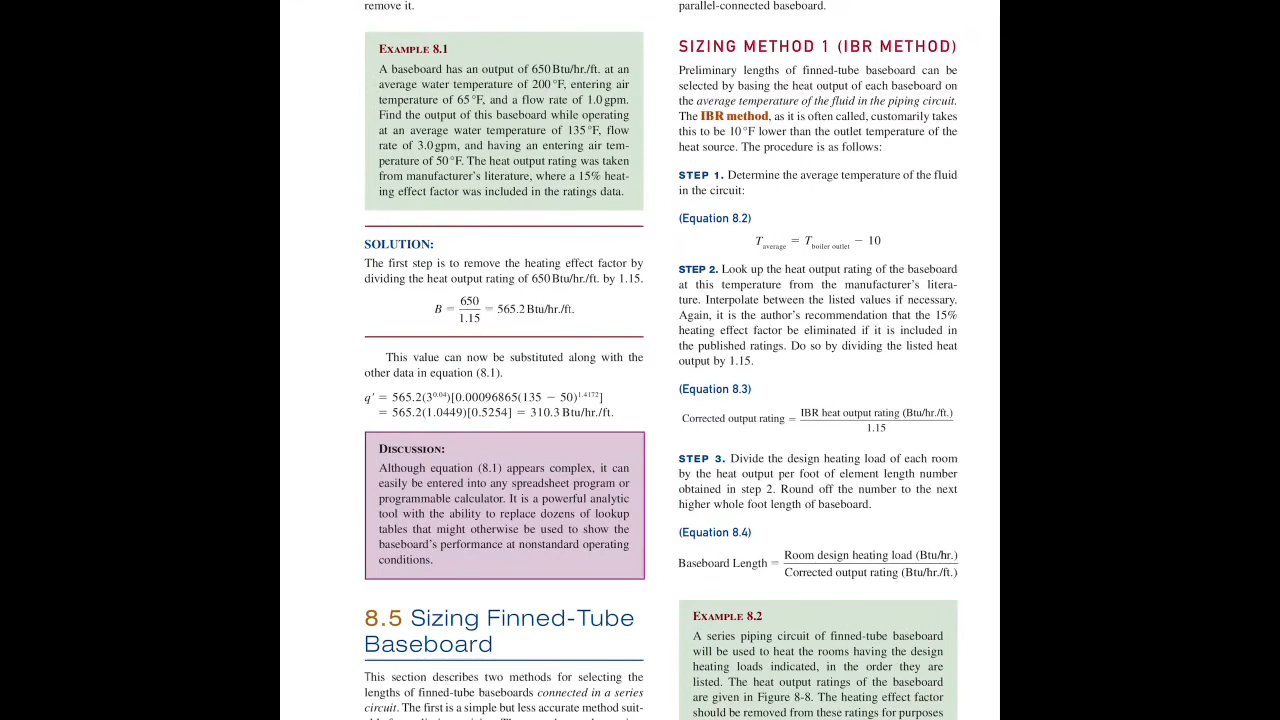 remove it.
EXAMPLE 8.1
A baseboard has an output of 650 Btu/hr./ft. at an
average water temperature of 200 °F, entering air
temperature of 65 °F, and a flow rate of 1.0 gpm.
Find the output of this baseboard while operating
at an average water temperature of 135 °F, flow
rate of 3.0 gpm, and having an entering air tem-
perature of 50 °F. The heat output rating was taken
from manufacturer's literature, where a 15% heat-
ing effect factor was included in the ratings data.
SOLUTION:
The first step is to remove the heating effect factor by
dividing the heat output rating of 650 Btu/hr./ft. by 1.15.
B = 650/1.15 = 565.2 Btu/hr./ft.
This value can now be substituted along with the
other data in equation (8.1).
q' = 565.2(3^0.04)[0.00096865(135 − 50)^1.4172]
= 565.2(1.0449)[0.5254] = 310.3 Btu/hr./ft.
DISCUSSION:
Although equation (8.1) appears complex, it can
easily be entered into any spreadsheet program or
programmable calculator. It is a powerful analytic
tool with the ability to replace dozens of lookup
tables that might otherwise be used to show the
baseboard's performance at nonstandard operating
conditions.
8.5 Sizing Finned-Tube
Baseboard
This section describes two methods for selecting the
lengths of finned-tube baseboards connected in a series
circuit. The first is a simple but less accurate method suit-
parallel-connected baseboard.
SIZING METHOD 1 (IBR METHOD)
Preliminary lengths of finned-tube baseboard can be
selected by basing the heat output of each baseboard on
the average temperature of the fluid in the piping circuit.
The IBR method, as it is often called, customarily takes
this to be 10 °F lower than the outlet temperature of the
heat source. The procedure is as follows:
STEP 1. Determine the average temperature of the fluid
in the circuit:
(Equation 8.2)
T average = T boiler outlet − 10
STEP 2. Look up the heat output rating of the baseboard
at this temperature from the manufacturer's litera-
ture. Interpolate between the listed values if necessary.
Again, it is the author's recommendation that the 15%
heating effect factor be eliminated if it is included in
the published ratings. Do so by dividing the listed heat
output by 1.15.
(Equation 8.3)
Corrected output rating = IBR heat output rating (Btu/hr./ft.)/1.15
STEP 3. Divide the design heating load of each room
by the heat output per foot of element length number
obtained in step 2. Round off the number to the next
higher whole foot length of baseboard.
(Equation 8.4)
Baseboard Length = Room design heating load (Btu/hr.)/Corrected output rating (Btu/hr./ft.)
EXAMPLE 8.2
A series piping circuit of finned-tube baseboard
will be used to heat the rooms having the design
heating loads indicated, in the order they are
listed. The heat output ratings of the baseboard
are given in Figure 8-8. The heating effect factor
should be removed from these ratings for purposes